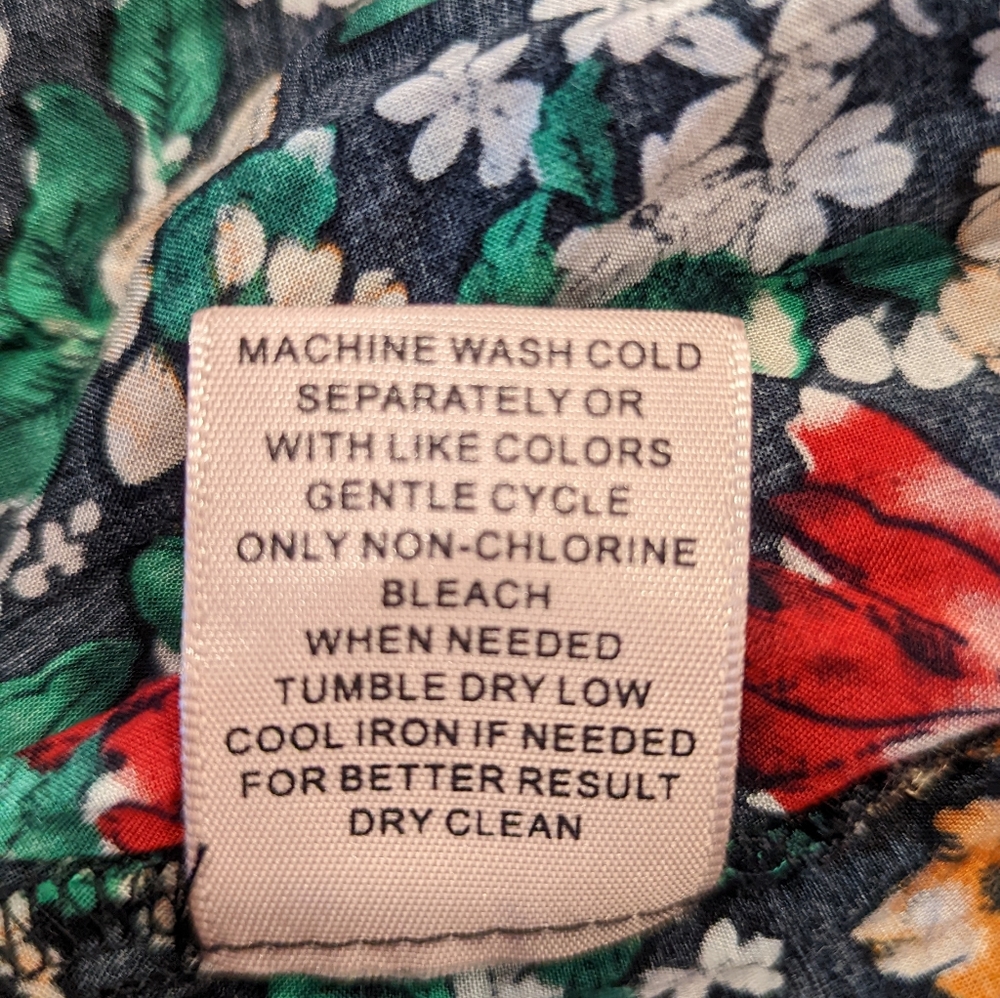 MACHINE WASH COLD
SEPARATELY OR
WITH LIKE COLORS
GENTLE CYCLE
ONLY NON-CHLORINE
BLEACH
WHEN NEEDED
TUMBLE DRY LOW
COOL IRON IF NEEDED
FOR BETTER RESULT
DRY CLEAN